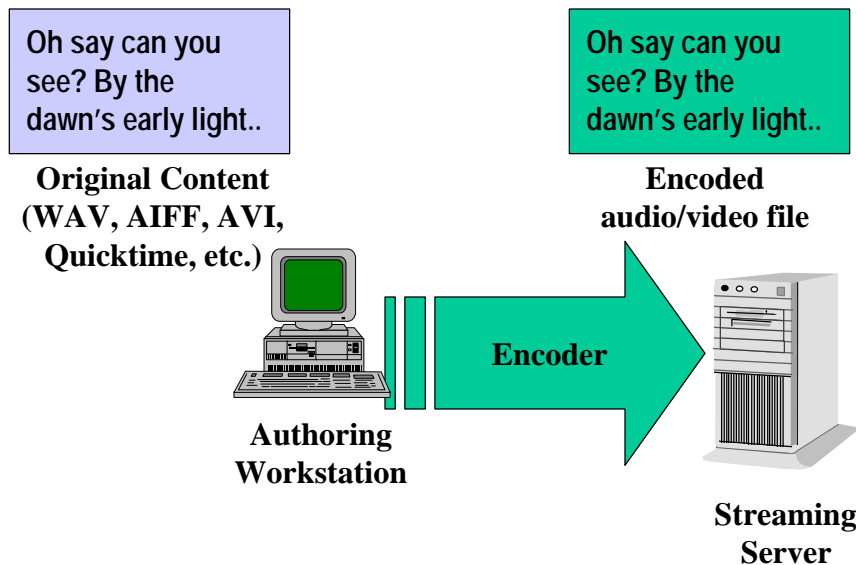 Oh say can you
see? By the
dawn's early light..
Original Content
(WAV, AIFF, AVI,
Quicktime, etc.)
Authoring
Workstation
Encoder
Oh say can you
see? By the
dawn's early light..
Encoded
audio/video file
Streaming
Server